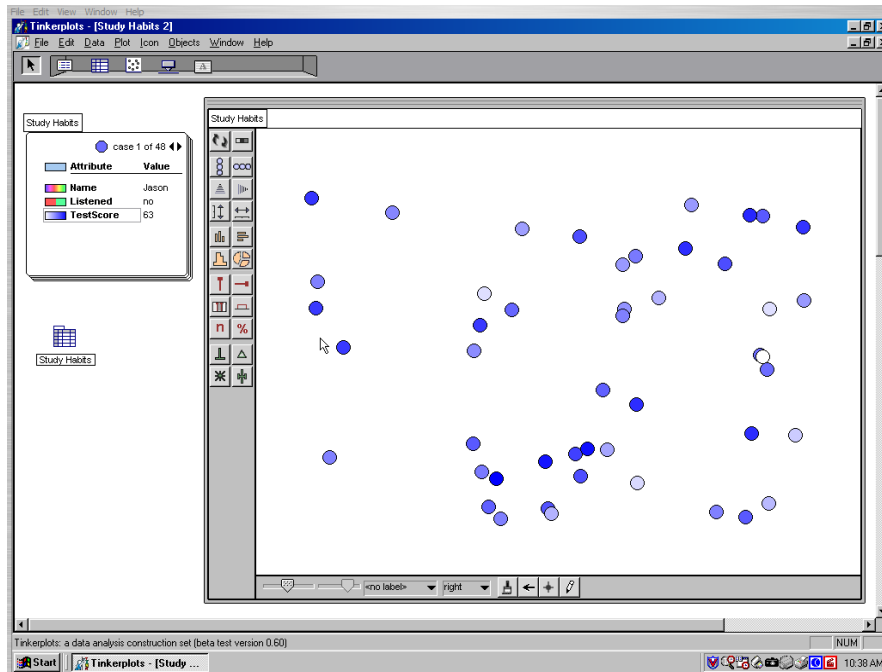 File Edit View Window Help
Tinkerplots - [Study Habits 2]
File Edit Data Plot Icon Objects Window Help
A
Study Habits
case 1 of 48
Attribute Value
Name Jason
Listened no
TestScore 63
Study Habits
Study Habits
n %
<no label> right
Tinkerplots: a data analysis construction set (beta test version 0.60)
NUM
Start Tinkerplots - [Study ... 10:38 AM